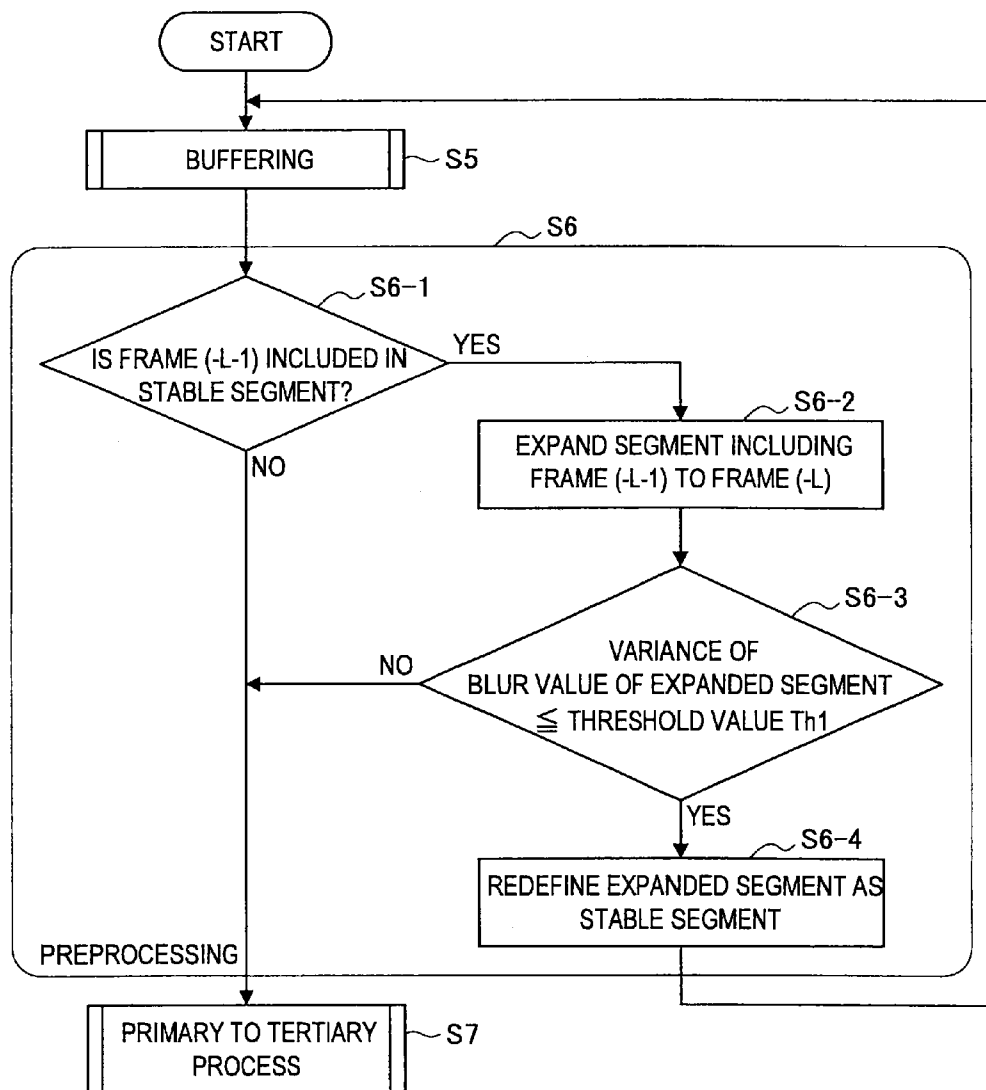 START
BUFFERING
S5
S6
S6-1
IS FRAME (-L-1) INCLUDED IN
STABLE SEGMENT?
YES
NO
S6-2
EXPAND SEGMENT INCLUDING
FRAME (-L-1) TO FRAME (-L)
S6-3
VARIANCE OF
BLUR VALUE OF EXPANDED SEGMENT
≦ THRESHOLD VALUE Th1
NO
YES
S6-4
REDEFINE EXPANDED SEGMENT AS
STABLE SEGMENT
PREPROCESSING
PRIMARY TO TERTIARY
PROCESS
S7